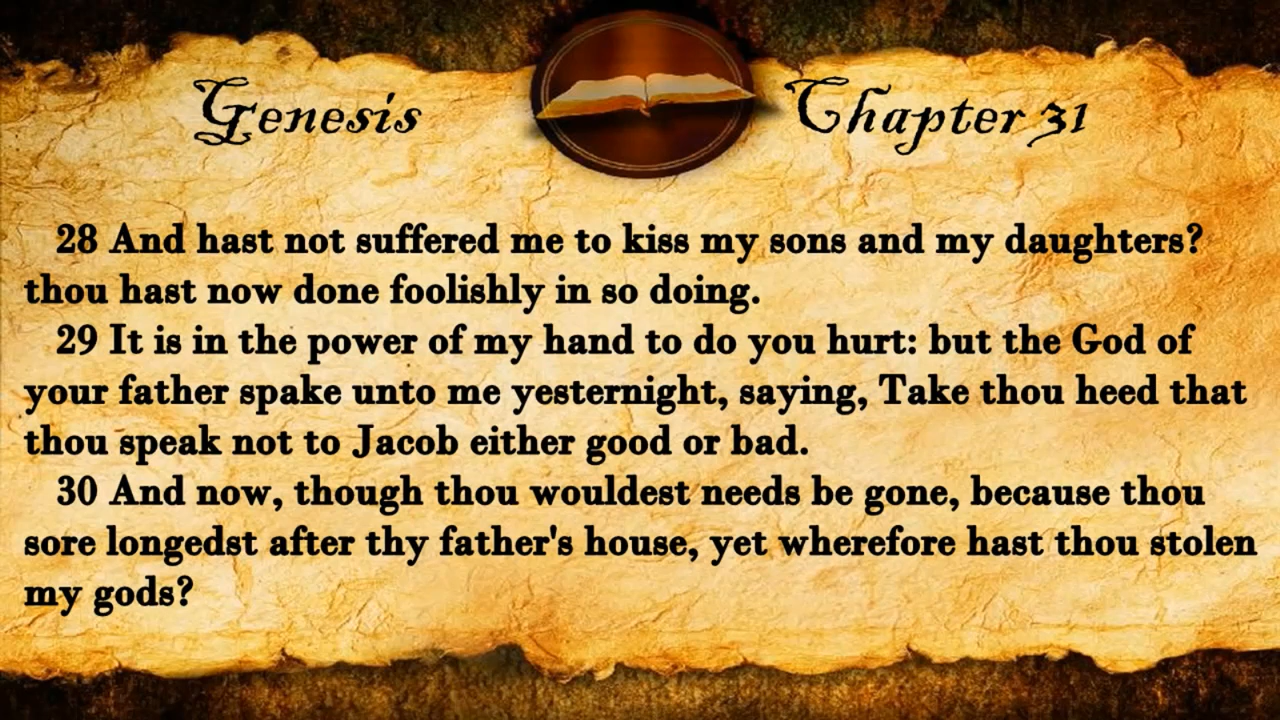 Genesis Chapter 31
28 And hast not suffered me to kiss my sons and my daughters?
thou hast now done foolishly in so doing.
29 It is in the power of my hand to do you hurt: but the God of
your father spake unto me yesternight, saying, Take thou heed that
thou speak not to Jacob either good or bad.
30 And now, though thou wouldest needs be gone, because thou
sore longedst after thy father's house, yet wherefore hast thou stolen
my gods?